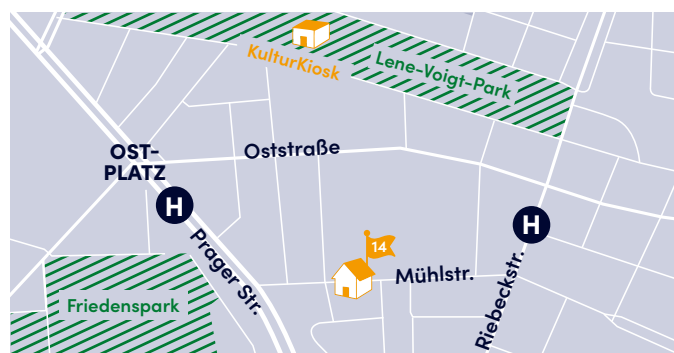 KulturKiosk
Lene-Voigt-Park
OST-
PLATZ
Oststraße
H
H
Prager Str.
14
Mühlstr.
Riebeckstr.
Friedenspark